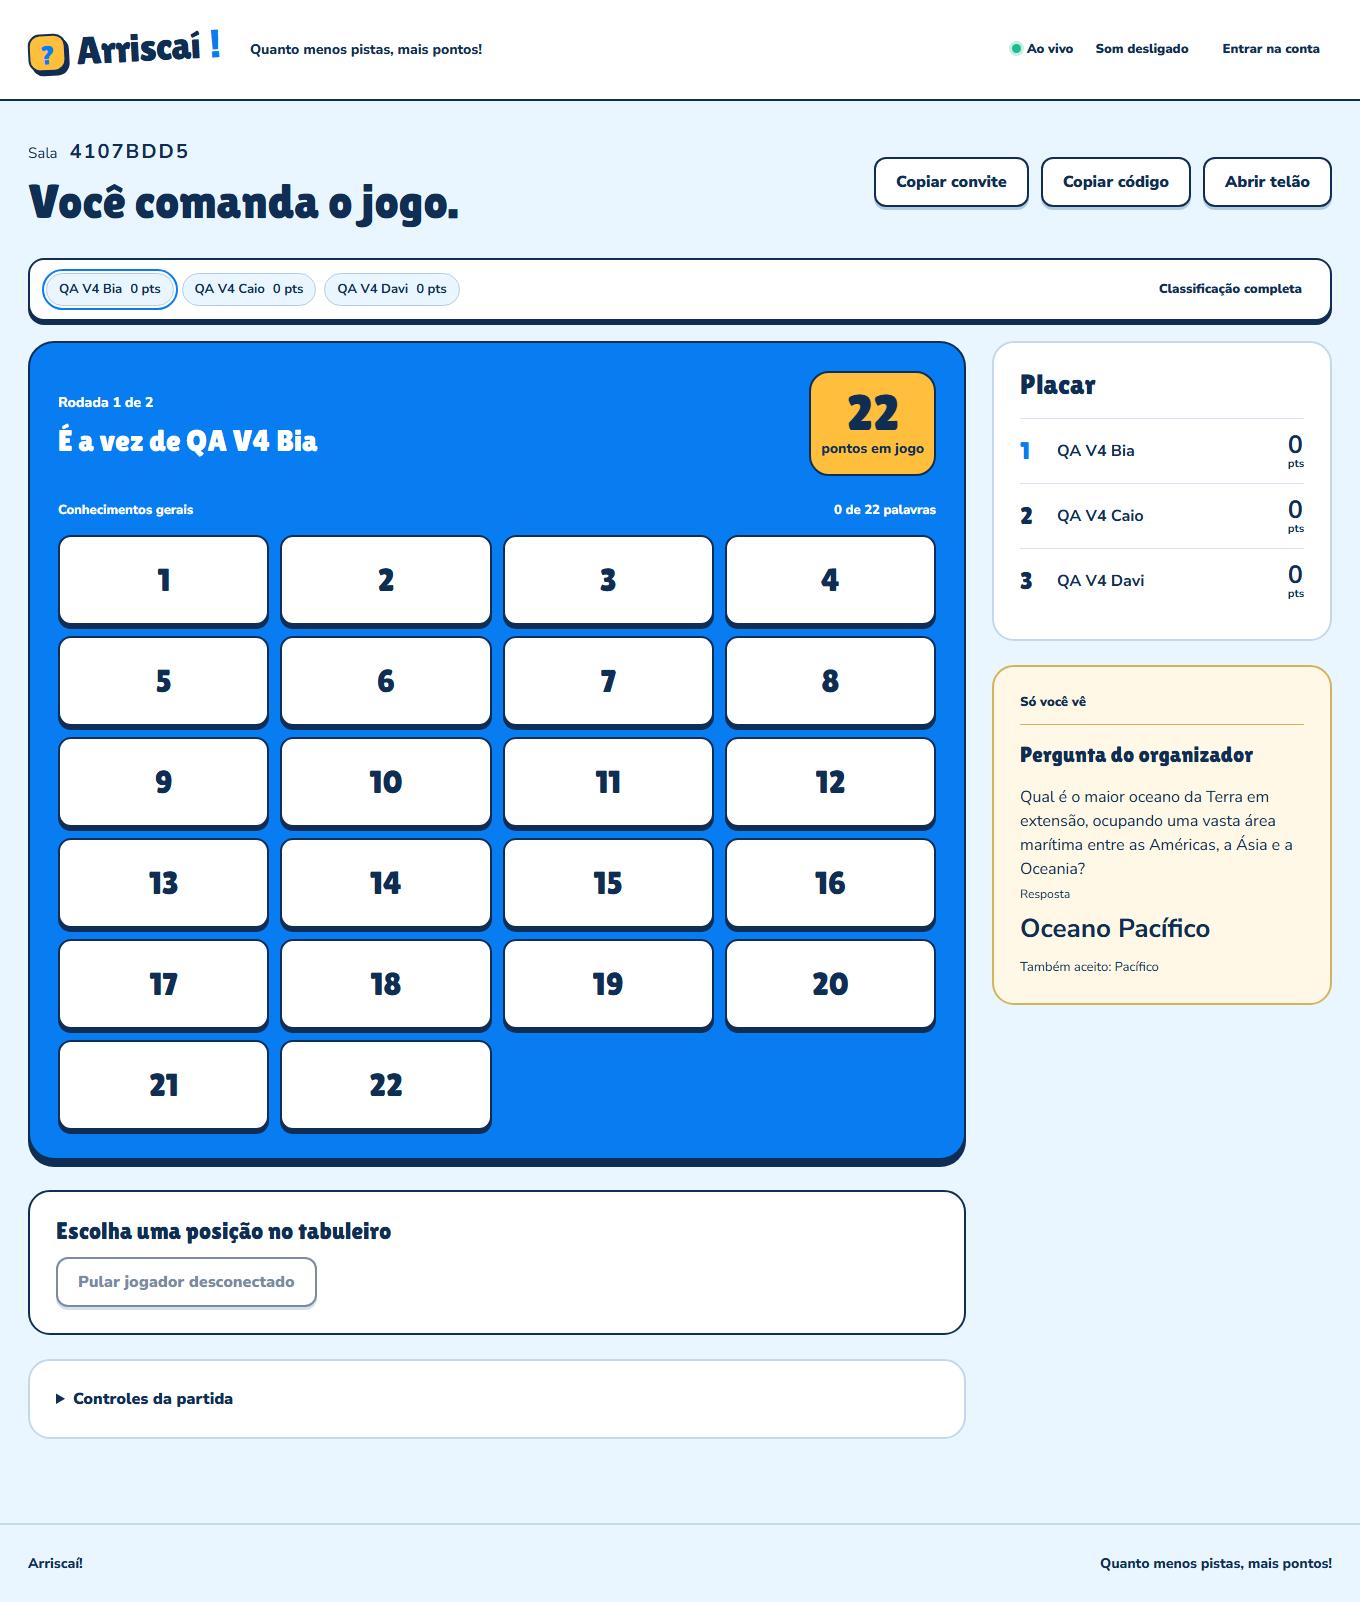 ? Arriscaí !
Quanto menos pistas, mais pontos!
Ao vivo
Som desligado
Entrar na conta
Sala 4107BDD5
Você comanda o jogo.
Copiar convite
Copiar código
Abrir telão
QA V4 Bia 0 pts
QA V4 Caio 0 pts
QA V4 Davi 0 pts
Classificação completa
Rodada 1 de 2
É a vez de QA V4 Bia
22
pontos em jogo
Conhecimentos gerais
0 de 22 palavras
1 2 3 4
5 6 7 8
9 10 11 12
13 14 15 16
17 18 19 20
21 22
Escolha uma posição no tabuleiro
Pular jogador desconectado
Controles da partida
Placar
1 QA V4 Bia 0 pts
2 QA V4 Caio 0 pts
3 QA V4 Davi 0 pts
Só você vê
Pergunta do organizador
Qual é o maior oceano da Terra em
extensão, ocupando uma vasta área
marítima entre as Américas, a Ásia e a
Oceania?
Resposta
Oceano Pacífico
Também aceito: Pacífico
Arriscaí!
Quanto menos pistas, mais pontos!